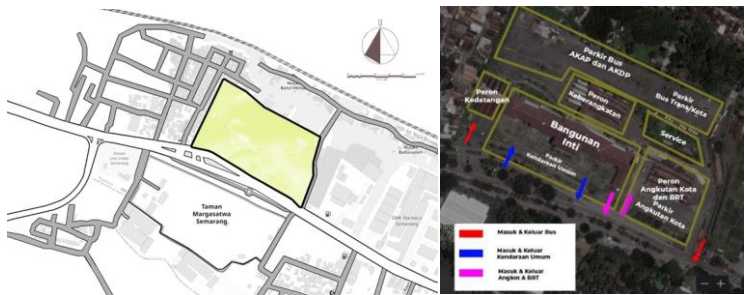 U
Taman
Margasatwa
Semarang.
Parkir Bus
AKAP dan AKDP
Parkir
Bus Trans/Kota
Peron
Kedatangan
Peron
Keberangkatan
Service
Bangunan
Inti
Parkir
Kendaraan Umum
Peron
Angkutan Kota
dan BRT
Parkir
Angkutan Kota
Masuk & Keluar Bus
Masuk & Keluar
Kendaraan Umum
Masuk & Keluar
Angkot & BBT